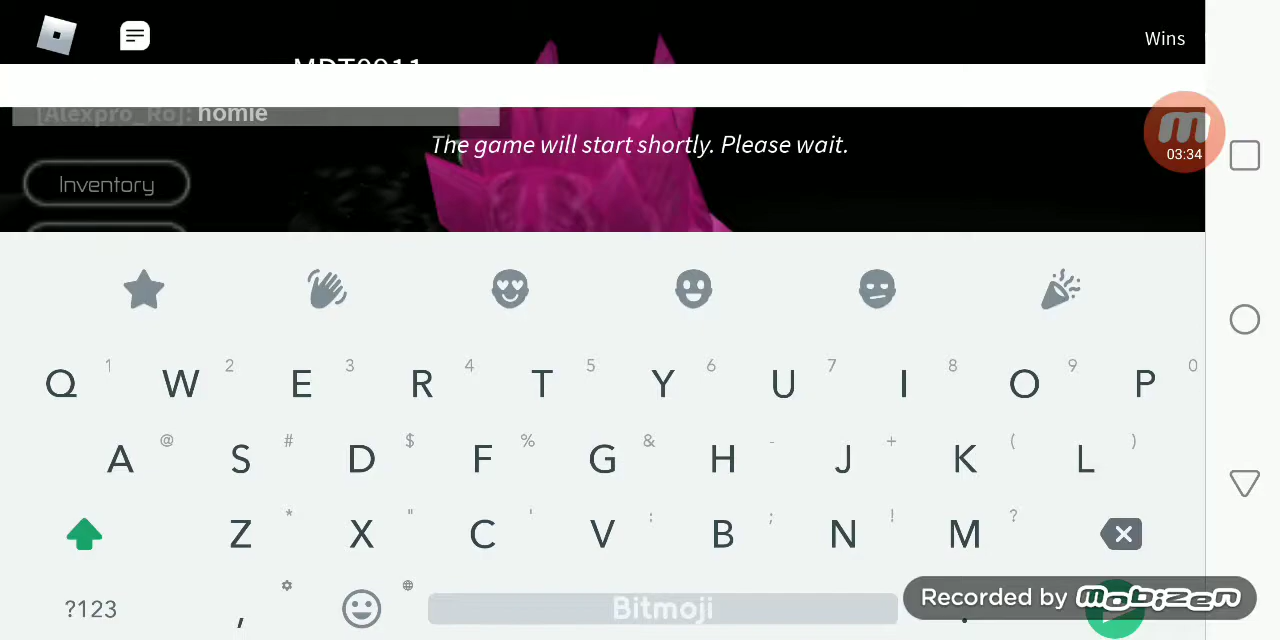 Wins
MDT0911
[Alexpro_Ro]: homie
The game will start shortly. Please wait.
03:34
Inventory
Q 1 W 2 E 3 R 4 T 5 Y 6 U 7 I 8 O 9 P 0
A @ S # D $ F % G & H - J + K ( L )
Z * X " C ' V : B ; N ! M ?
?123 , Bitmoji .
Recorded by Mobizen